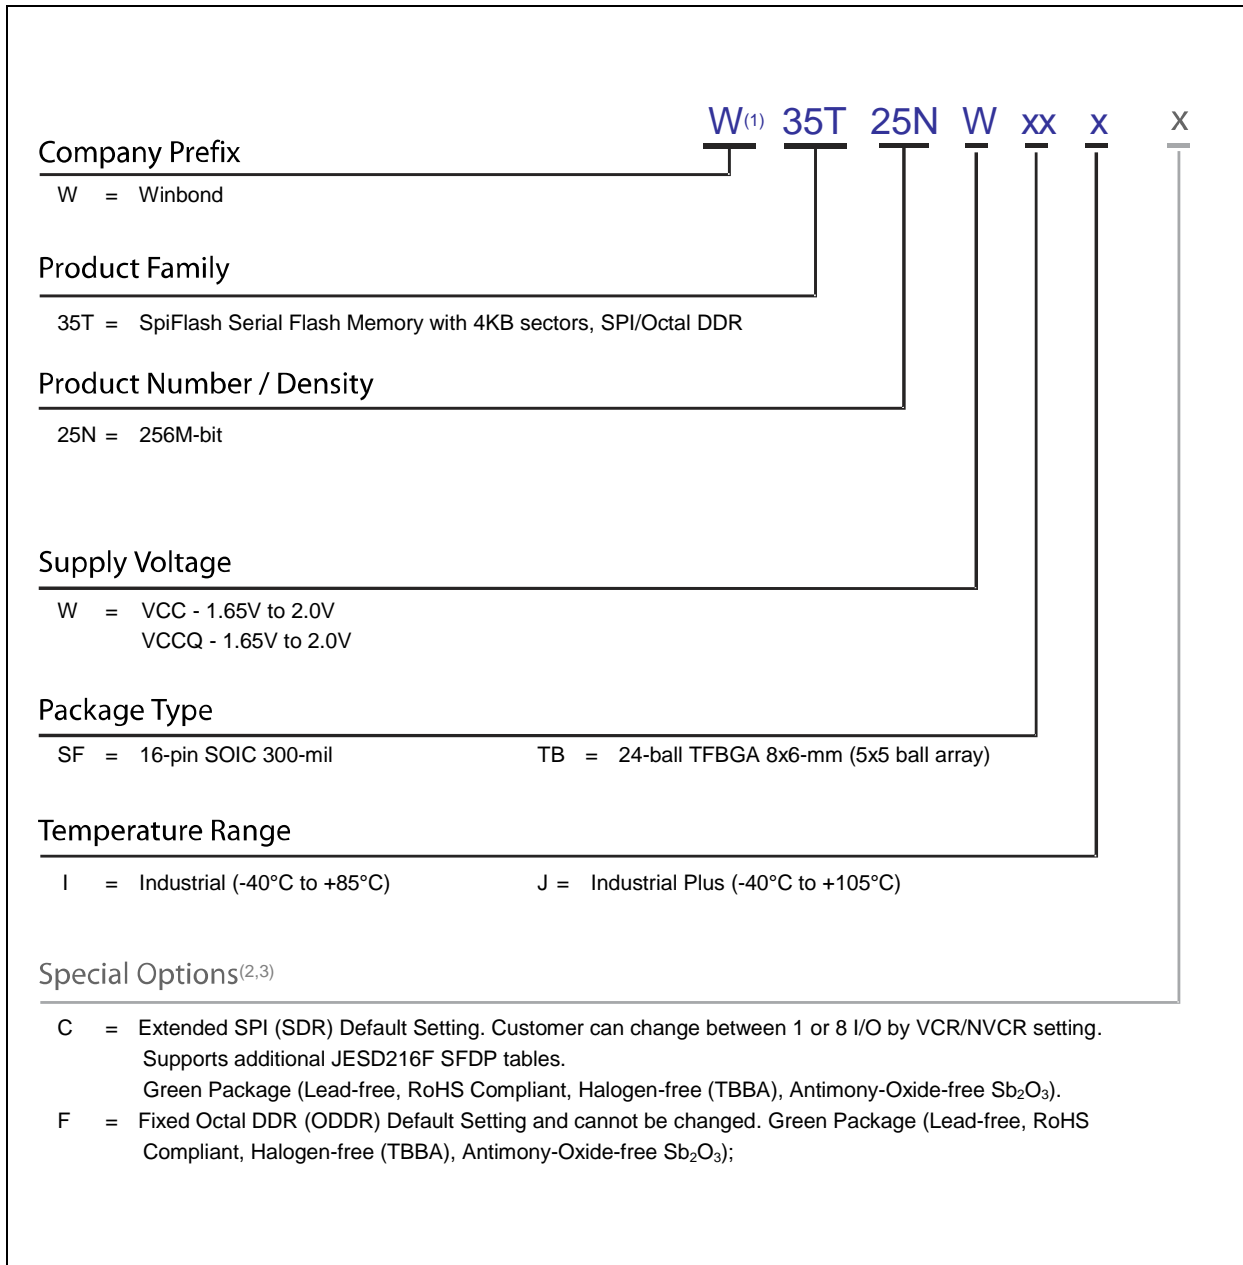 W(1) 35T 25N W xx x x
Company Prefix
W = Winbond
Product Family
35T = SpiFlash Serial Flash Memory with 4KB sectors, SPI/Octal DDR
Product Number / Density
25N = 256M-bit
Supply Voltage
W = VCC - 1.65V to 2.0V
VCCQ - 1.65V to 2.0V
Package Type
SF = 16-pin SOIC 300-mil TB = 24-ball TFBGA 8x6-mm (5x5 ball array)
Temperature Range
I = Industrial (-40°C to +85°C) J = Industrial Plus (-40°C to +105°C)
Special Options(2,3)
C = Extended SPI (SDR) Default Setting. Customer can change between 1 or 8 I/O by VCR/NVCR setting.
Supports additional JESD216F SFDP tables.
Green Package (Lead-free, RoHS Compliant, Halogen-free (TBBA), Antimony-Oxide-free Sb₂O₃).
F = Fixed Octal DDR (ODDR) Default Setting and cannot be changed. Green Package (Lead-free, RoHS
Compliant, Halogen-free (TBBA), Antimony-Oxide-free Sb₂O₃);